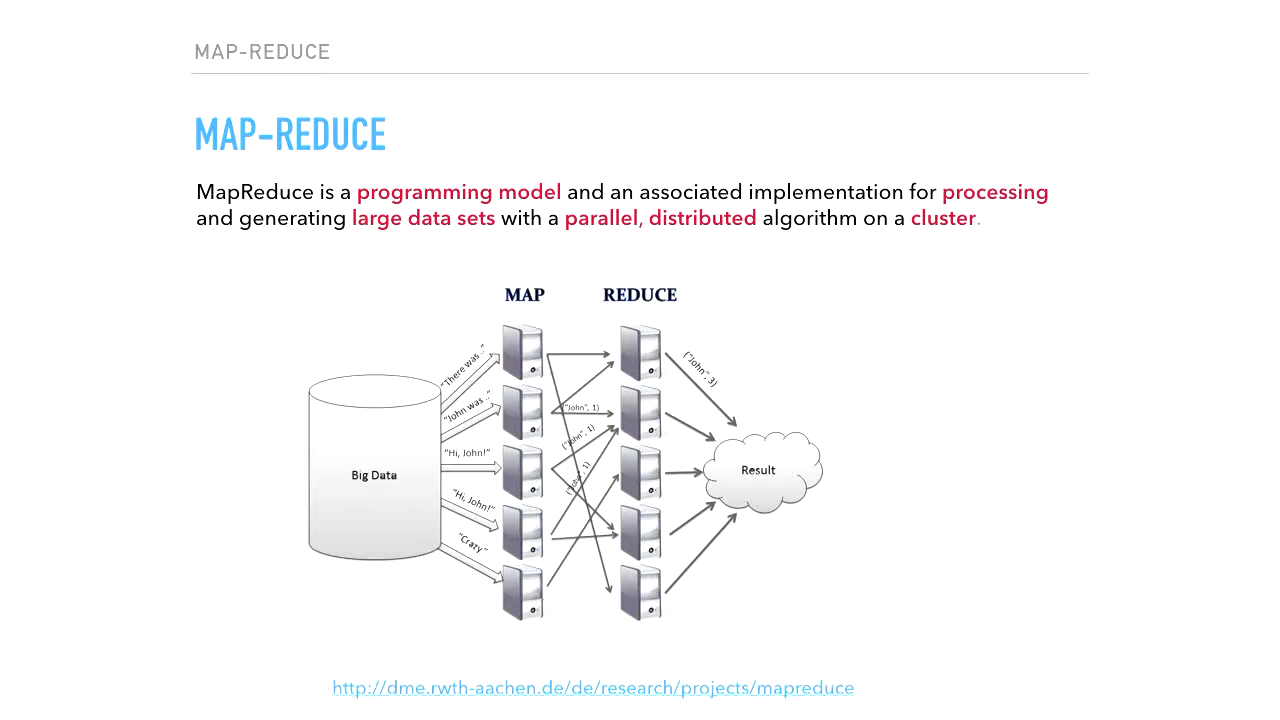 MAP-REDUCE
MAP-REDUCE
MapReduce is a programming model and an associated implementation for processing
and generating large data sets with a parallel, distributed algorithm on a cluster.
MAP
REDUCE
"There was.."
"John was.."
"Hi, John!"
"Hi, John!"
"Crazy"
Big Data
("John", 1)
("John", 1)
("John", 1)
("John", 3)
Result
http://dme.rwth-aachen.de/de/research/projects/mapreduce